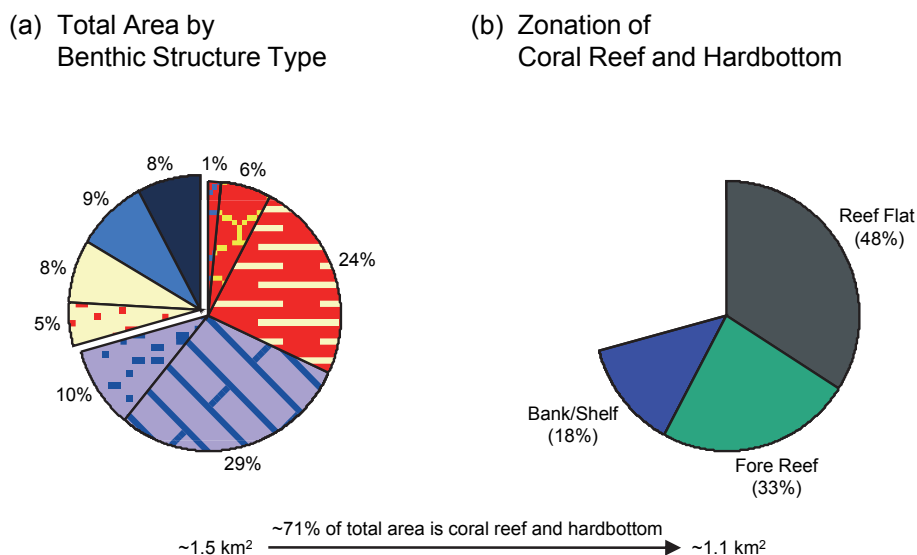 (a) Total Area by
Benthic Structure Type
(b) Zonation of
Coral Reef and Hardbottom
8%
1%
6%
9%
24%
8%
5%
10%
29%
Reef Flat
(48%)
Bank/Shelf
(18%)
Fore Reef
(33%)
~71% of total area is coral reef and hardbottom
~1.5 km²
~1.1 km²